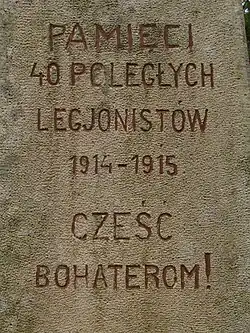 PAMIĘCI
40 POLEGŁYCH
LEGJONISTÓW
1914-1915
CZEŚĆ
BOHATEROM!